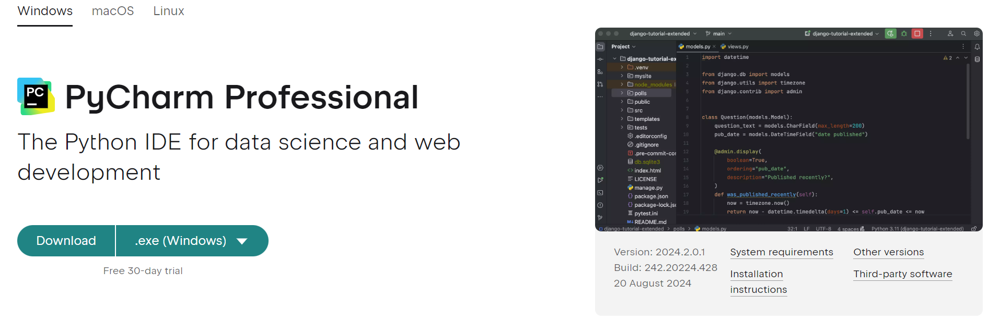 Windows macOS Linux
PC
PyCharm Professional
The Python IDE for data science and web
development
Download .exe (Windows)
Free 30-day trial
django-tutorial-extended main django-tutorial-extended
Project models.py views.py
django-tutorial-ex
.venv
mysite
node_modules li
polls
public
src
templates
tests
.editorconfig
.gitignore
.pre-commit-cor
db.sqlite3
index.html
LICENSE
manage.py
package.json
package-lock.jsc
pytest.ini
README.md
2
1 import datetime
2
3 from django.db import models
4 from django.utils import timezone
5 from django.contrib import admin
6
7
8 class Question(models.Model):
9 question_text = models.CharField(max_length=200)
10 pub_date = models.DateTimeField("date published")
11
12 @admin.display(
13 boolean=True,
14 ordering="pub_date",
15 description="Published recently?",
16 )
17 def was_published_recently(self):
18 now = timezone.now()
19 return now - datetime.timedelta(days=1) <= self.pub_date <= now
django-tutorial-extended > polls > models.py 32:1 LF UTF-8 4 spaces Python 3.11 (django-tutorial-extended)
Version: 2024.2.0.1
Build: 242.20224.428
20 August 2024
System requirements
Installation
instructions
Other versions
Third-party software